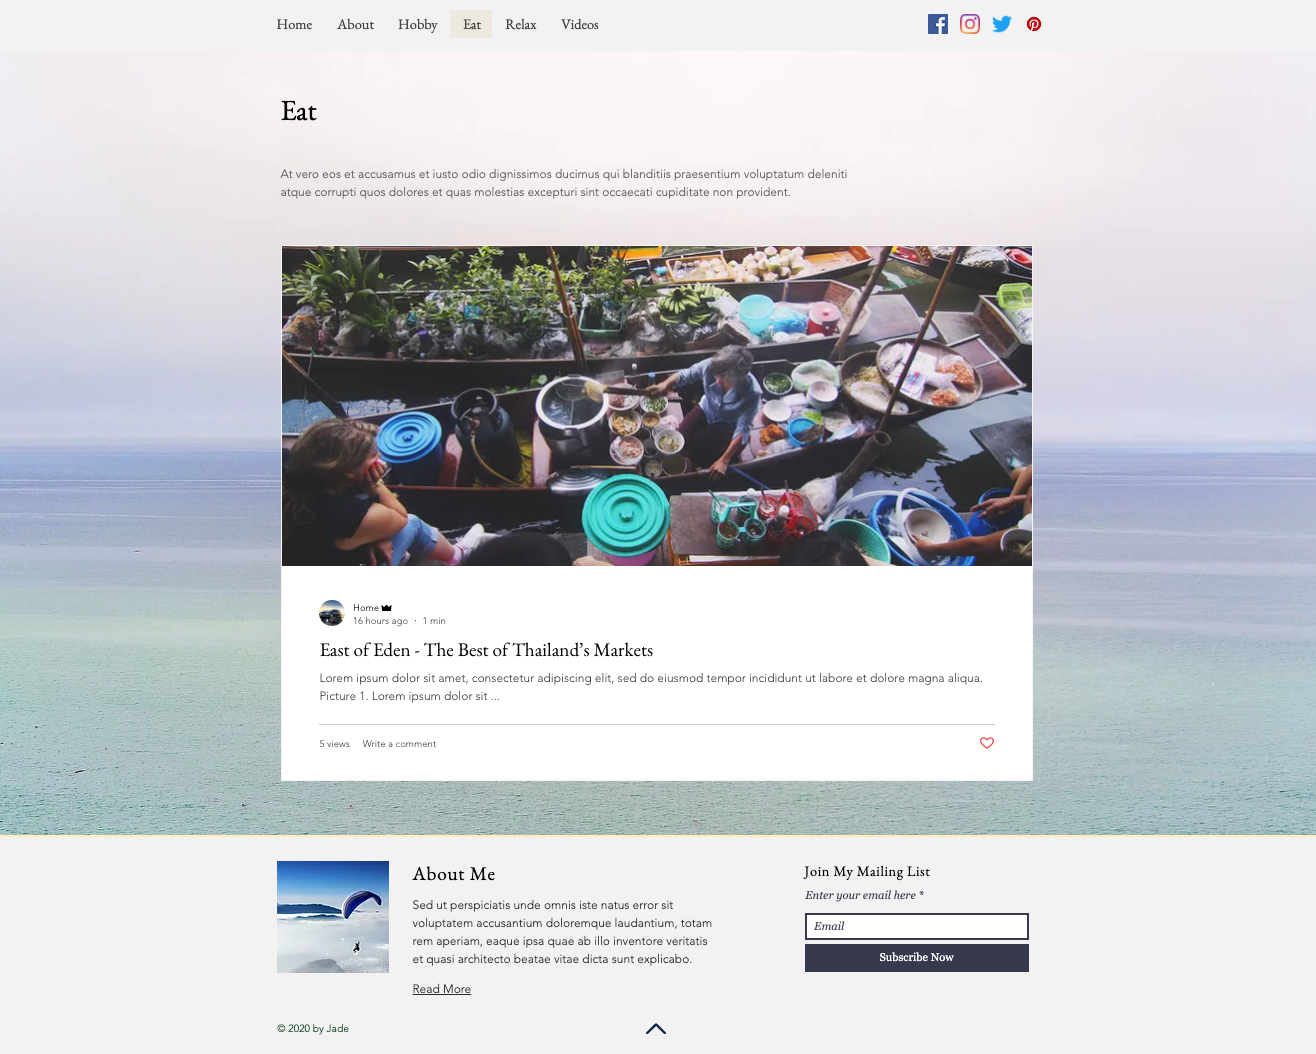 Home About Hobby Eat Relax Videos
Eat
At vero eos et accusamus et iusto odio dignissimos ducimus qui blanditiis praesentium voluptatum deleniti
atque corrupti quos dolores et quas molestias excepturi sint occaecati cupiditate non provident.
Home
16 hours ago · 1 min
East of Eden - The Best of Thailand’s Markets
Lorem ipsum dolor sit amet, consectetur adipiscing elit, sed do eiusmod tempor incididunt ut labore et dolore magna aliqua.
Picture 1. Lorem ipsum dolor sit ...
5 views Write a comment
About Me
Sed ut perspiciatis unde omnis iste natus error sit
voluptatem accusantium doloremque laudantium, totam
rem aperiam, eaque ipsa quae ab illo inventore veritatis
et quasi architecto beatae vitae dicta sunt explicabo.
Read More
Join My Mailing List
Enter your email here *
Email
Subscribe Now
© 2020 by Jade